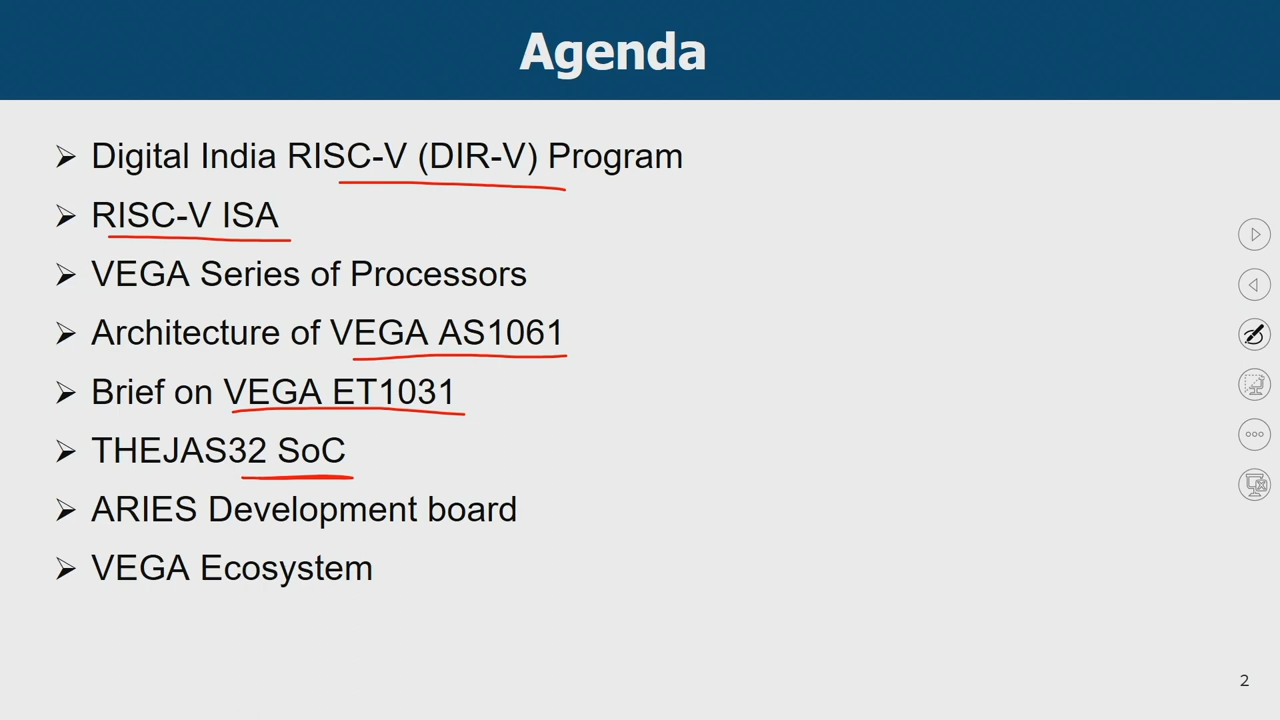 Agenda
Digital India RISC-V (DIR-V) Program
RISC-V ISA
VEGA Series of Processors
Architecture of VEGA AS1061
Brief on VEGA ET1031
THEJAS32 SoC
ARIES Development board
VEGA Ecosystem
2